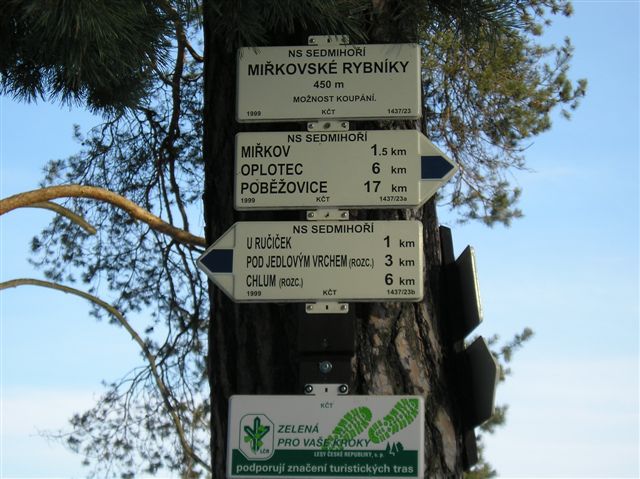 NS SEDMIHOŘÍ
MIŘKOVSKÉ RYBNÍKY
450 m
MOŽNOST KOUPÁNÍ.
1999 KČT 1437/23
NS SEDMIHOŘÍ
MIŘKOV 1.5 km
OPLOTEC 6 km
POBĚŽOVICE 17 km
1999 KČT 1437/23a
NS SEDMIHOŘÍ
U RUČIČEK 1 km
POD JEDLOVÝM VRCHEM (ROZC.) 3 km
CHLUM (ROZC.) 6 km
1999 KČT 1437/23b
KČT
ZELENÁ
PRO VAŠE KROKY
LČR
LESY ČESKÉ REPUBLIKY, s. p.
podporují značení turistických tras